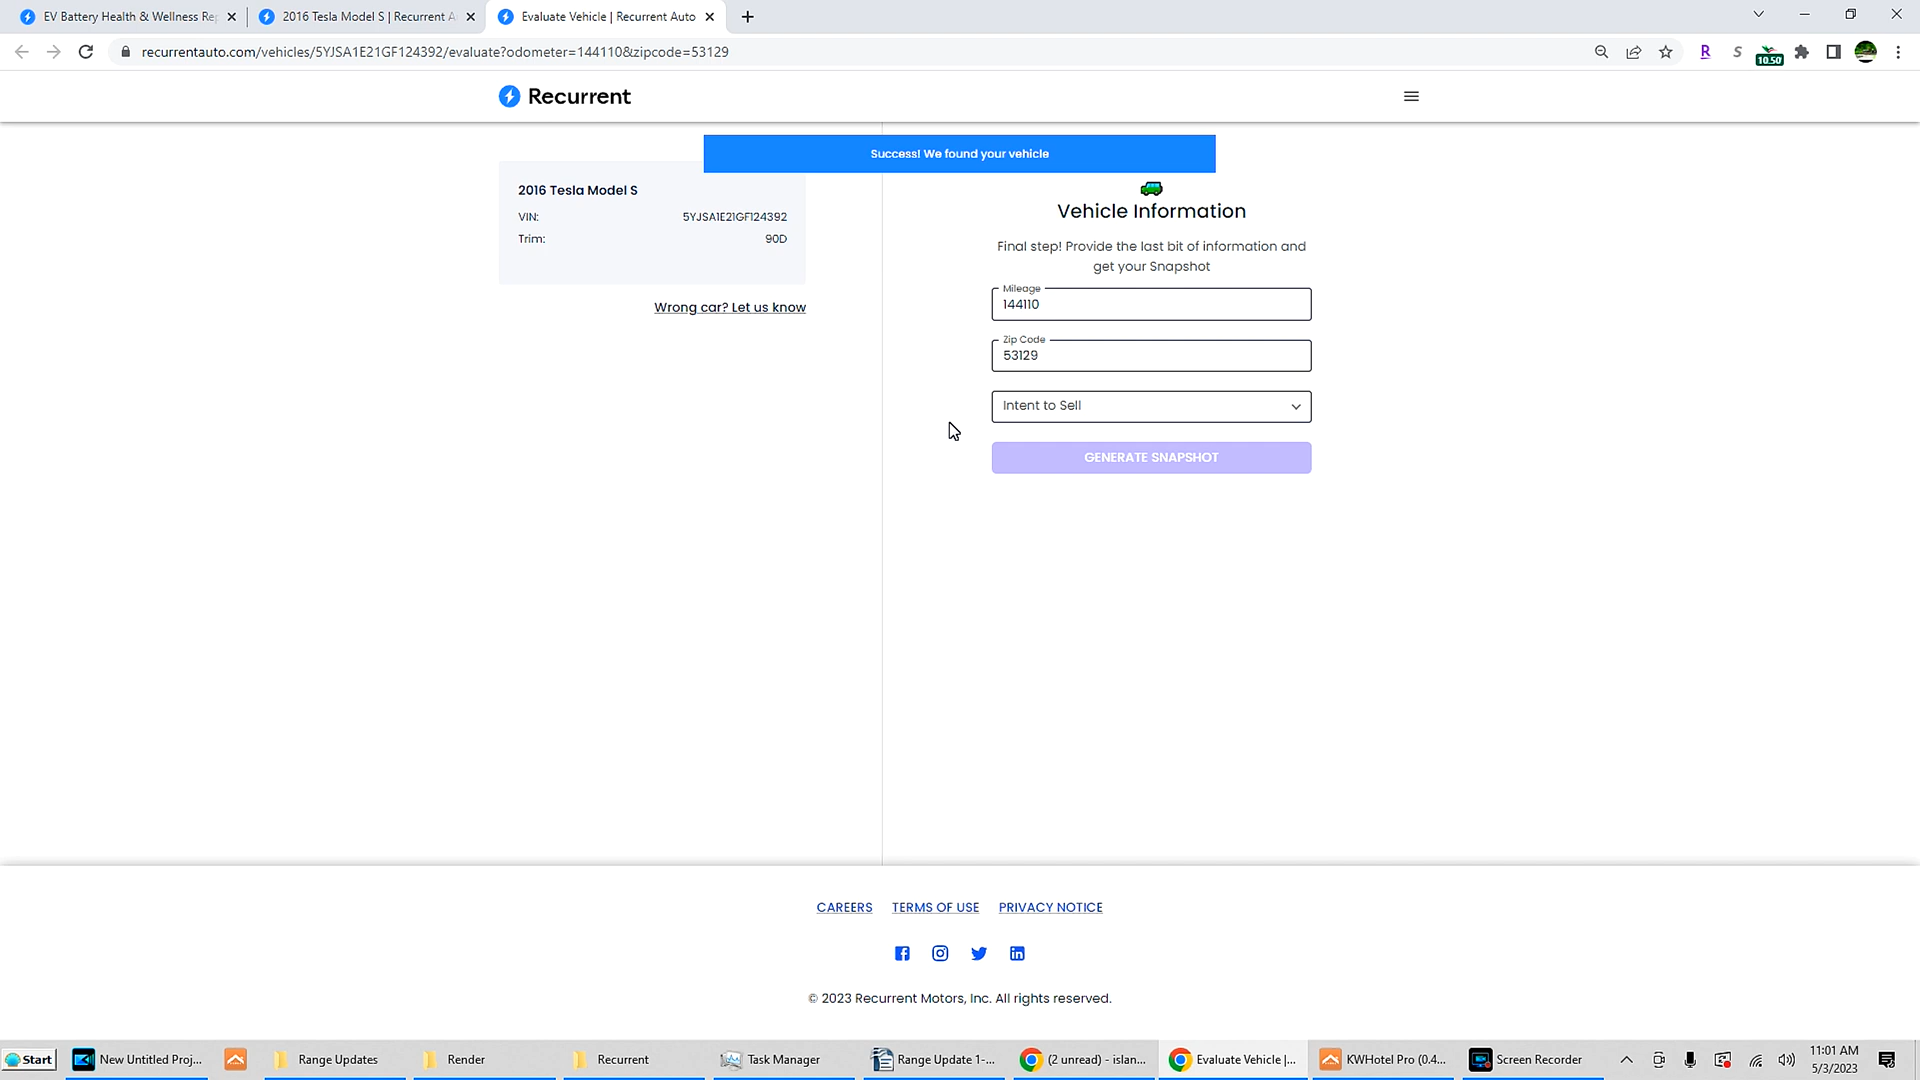 EV Battery Health & Wellness Rep
2016 Tesla Model S | Recurrent A
Evaluate Vehicle | Recurrent Auto
recurrentauto.com/vehicles/5YJSA1E21GF124392/evaluate?odometer=144110&zipcode=53129
R
S
10.50
Recurrent
Success! We found your vehicle
2016 Tesla Model S
VIN: 5YJSA1E21GF124392
Trim: 90D
Wrong car? Let us know
Vehicle Information
Final step! Provide the last bit of information and
get your Snapshot
Mileage
144110
Zip Code
53129
Intent to Sell
GENERATE SNAPSHOT
CAREERS TERMS OF USE PRIVACY NOTICE
© 2023 Recurrent Motors, Inc. All rights reserved.
Start
New Untitled Proj...
Range Updates
Render
Recurrent
Task Manager
Range Update 1-...
(2 unread) - islan...
Evaluate Vehicle |...
KWHotel Pro (0.4...
Screen Recorder
11:01 AM
5/3/2023